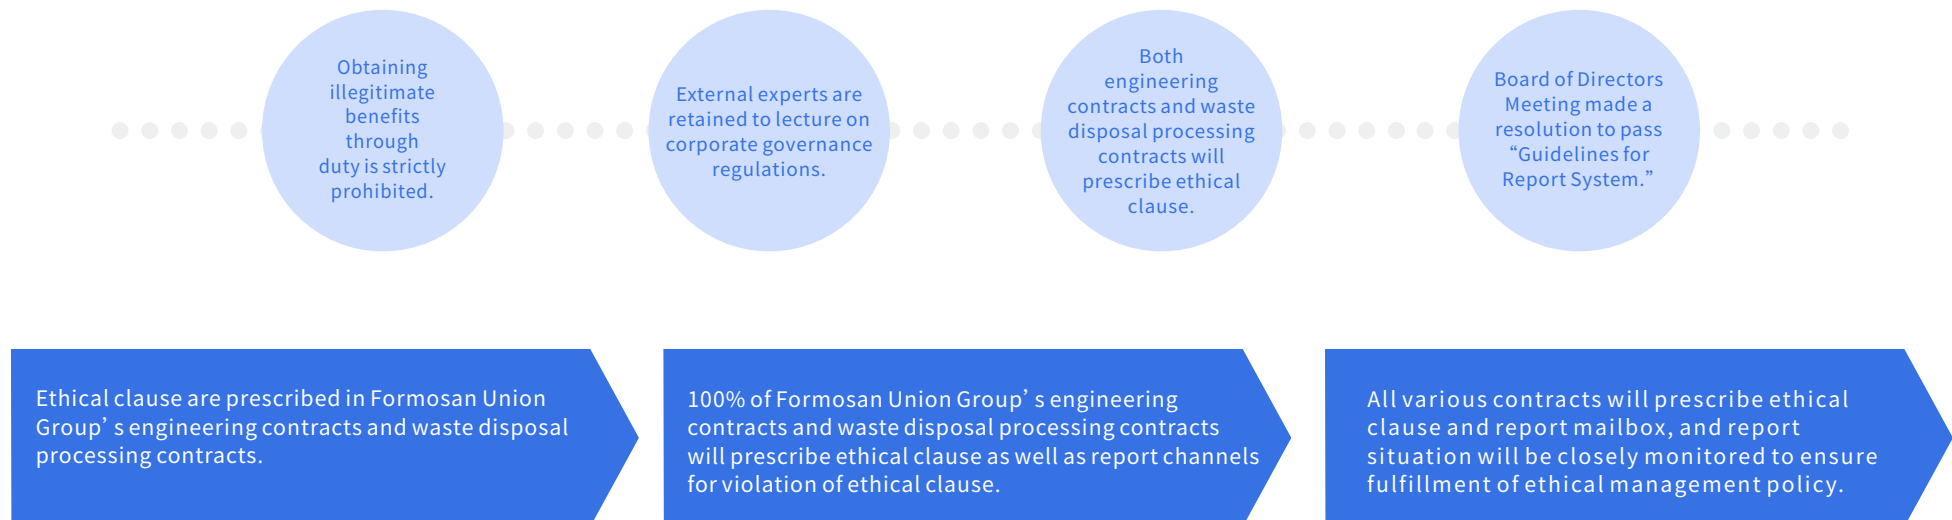 Obtaining
illegitimate
benefits
through
duty is strictly
prohibited.
External experts are
retained to lecture on
corporate governance
regulations.
Both
engineering
contracts and waste
disposal processing
contracts will
prescribe ethical
clause.
Board of Directors
Meeting made a
resolution to pass
“Guidelines for
Report System.”
Ethical clause are prescribed in Formosan Union
Group’s engineering contracts and waste disposal
processing contracts.
100% of Formosan Union Group’s engineering
contracts and waste disposal processing contracts
will prescribe ethical clause as well as report channels
for violation of ethical clause.
All various contracts will prescribe ethical
clause and report mailbox, and report
situation will be closely monitored to ensure
fulfillment of ethical management policy.